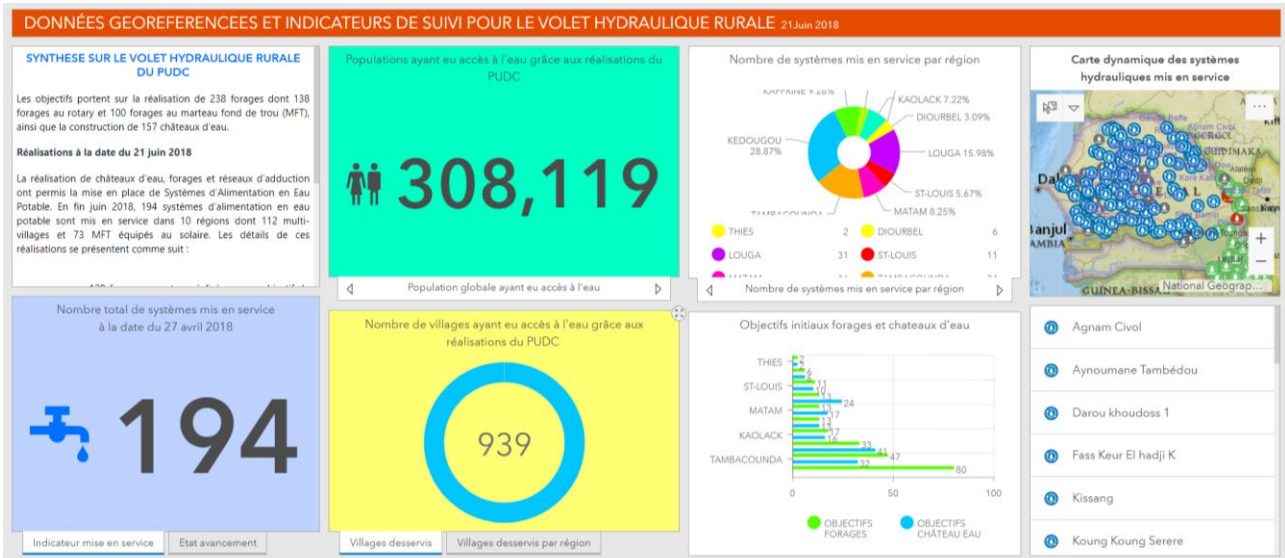 DONNÉES GEOREFERENCEES ET INDICATEURS DE SUIVI POUR LE VOLET HYDRAULIQUE RURALE 21Juin 2018
SYNTHESE SUR LE VOLET HYDRAULIQUE RURALE
DU PUDC
Les objectifs portent sur la réalisation de 238 forages dont 138
forages au rotary et 100 forages au marteau fond de trou (MFT),
ainsi que la construction de 157 châteaux d'eau.
Réalisations à la date du 21 juin 2018
La réalisation de châteaux d'eau, forages et réseaux d'adduction
ont permis la mise en place de Systèmes d'Alimentation en Eau
Potable. En fin juin 2018, 194 systèmes d'alimentation en eau
potable sont mis en service dans 10 régions dont 112 multi-
villages et 73 MFT équipés au solaire. Les détails de ces
réalisations se présentent comme suit :
Populations ayant eu accès à l'eau grâce aux réalisations du
PUDC
308,119
Population globale ayant eu accès à l'eau
Nombre de systèmes mis en service par région
KAFFRINE 9.28%
KAOLACK 7.22%
DIOURBEL 3.09%
KEDOUGOU
28.87%
LOUGA 15.98%
ST-LOUIS 5.67%
MATAM 8.25%
TAMBACOUNDA
THIES 2
DIOURBEL 6
LOUGA 31
ST-LOUIS 11
Nombre de systèmes mis en service par région
Carte dynamique des systèmes
hydrauliques mis en service
Agnam Civol
GUIDIMAKA
anjul
AMBIA
GUINEA-BISSAU
National Geograp...
Nombre total de systèmes mis en service
à la date du 27 avril 2018
194
Indicateur mise en service
Etat avancement
Nombre de villages ayant eu accès à l'eau grâce aux
réalisations du PUDC
939
Villages desservis
Villages desservis par région
Objectifs initiaux forages et chateaux d'eau
THIES
2
2
6
ST-LOUIS
11
10
13
24
MATAM
13
17
13
KAOLACK
17
16
33
41
TAMBACOUNDA
47
32
80
0
50
100
OBJECTIFS
FORAGES
OBJECTIFS
CHÂTEAU EAU
Agnam Civol
Aynoumane Tambédou
Darou khoudoss 1
Fass Keur El hadji K
Kissang
Koung Koung Serere